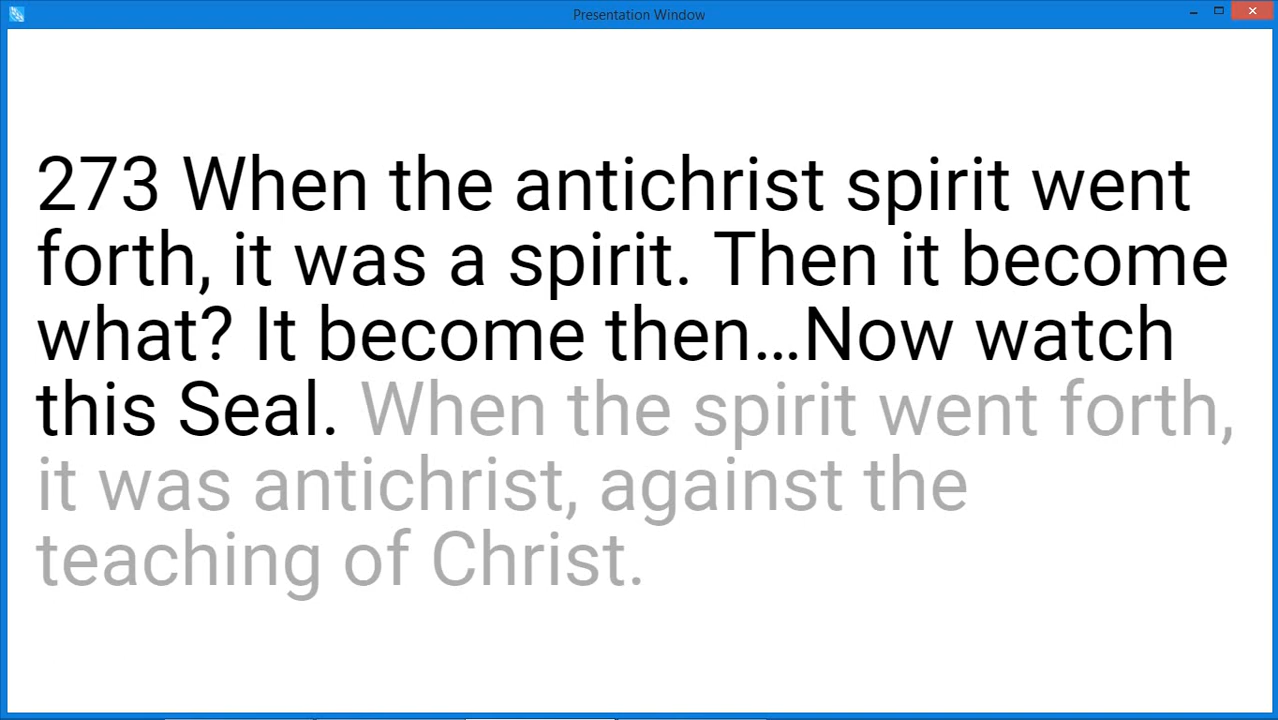 Presentation Window
273 When the antichrist spirit went
forth, it was a spirit. Then it become
what? It become then…Now watch
this Seal. When the spirit went forth,
it was antichrist, against the
teaching of Christ.